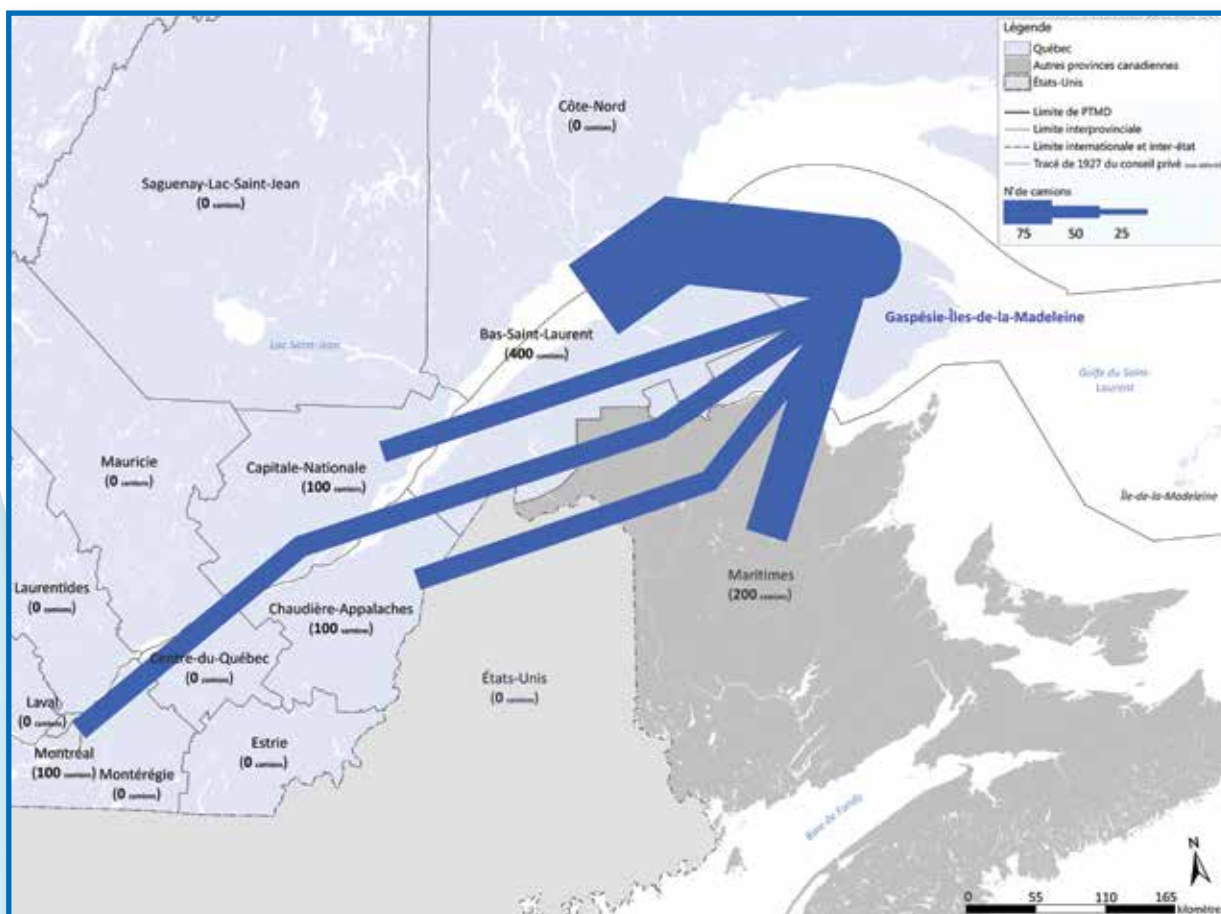 Légende
Québec
Autres provinces canadiennes
États-Unis
Limite de PTMD
Limite interprovinciale
Limite internationale et inter-état
Tracé de 1927 du conseil privé
N' de camions
75 50 25
Côte-Nord
(0 camions)
Saguenay-Lac-Saint-Jean
(0 camions)
Lac Saint-Jean
Bas-Saint-Laurent
(400 camions)
Gaspésie-Îles-de-la-Madeleine
Golfe du Saint-
Laurent
Île-de-la-Madeleine
Mauricie
(0 camions)
Capitale-Nationale
(100 camions)
Laurentides
(0 camions)
Chaudière-Appalaches
(100 camions)
Maritimes
(200 camions)
Centre-du-Québec
(0 camions)
États-Unis
(0 camions)
Laval
(0 camions)
Montréal
(100 camions)
Montérégie
(0 camions)
Estrie
(0 camions)
Baie de Fundy
N
0 55 110 165
kilomètre